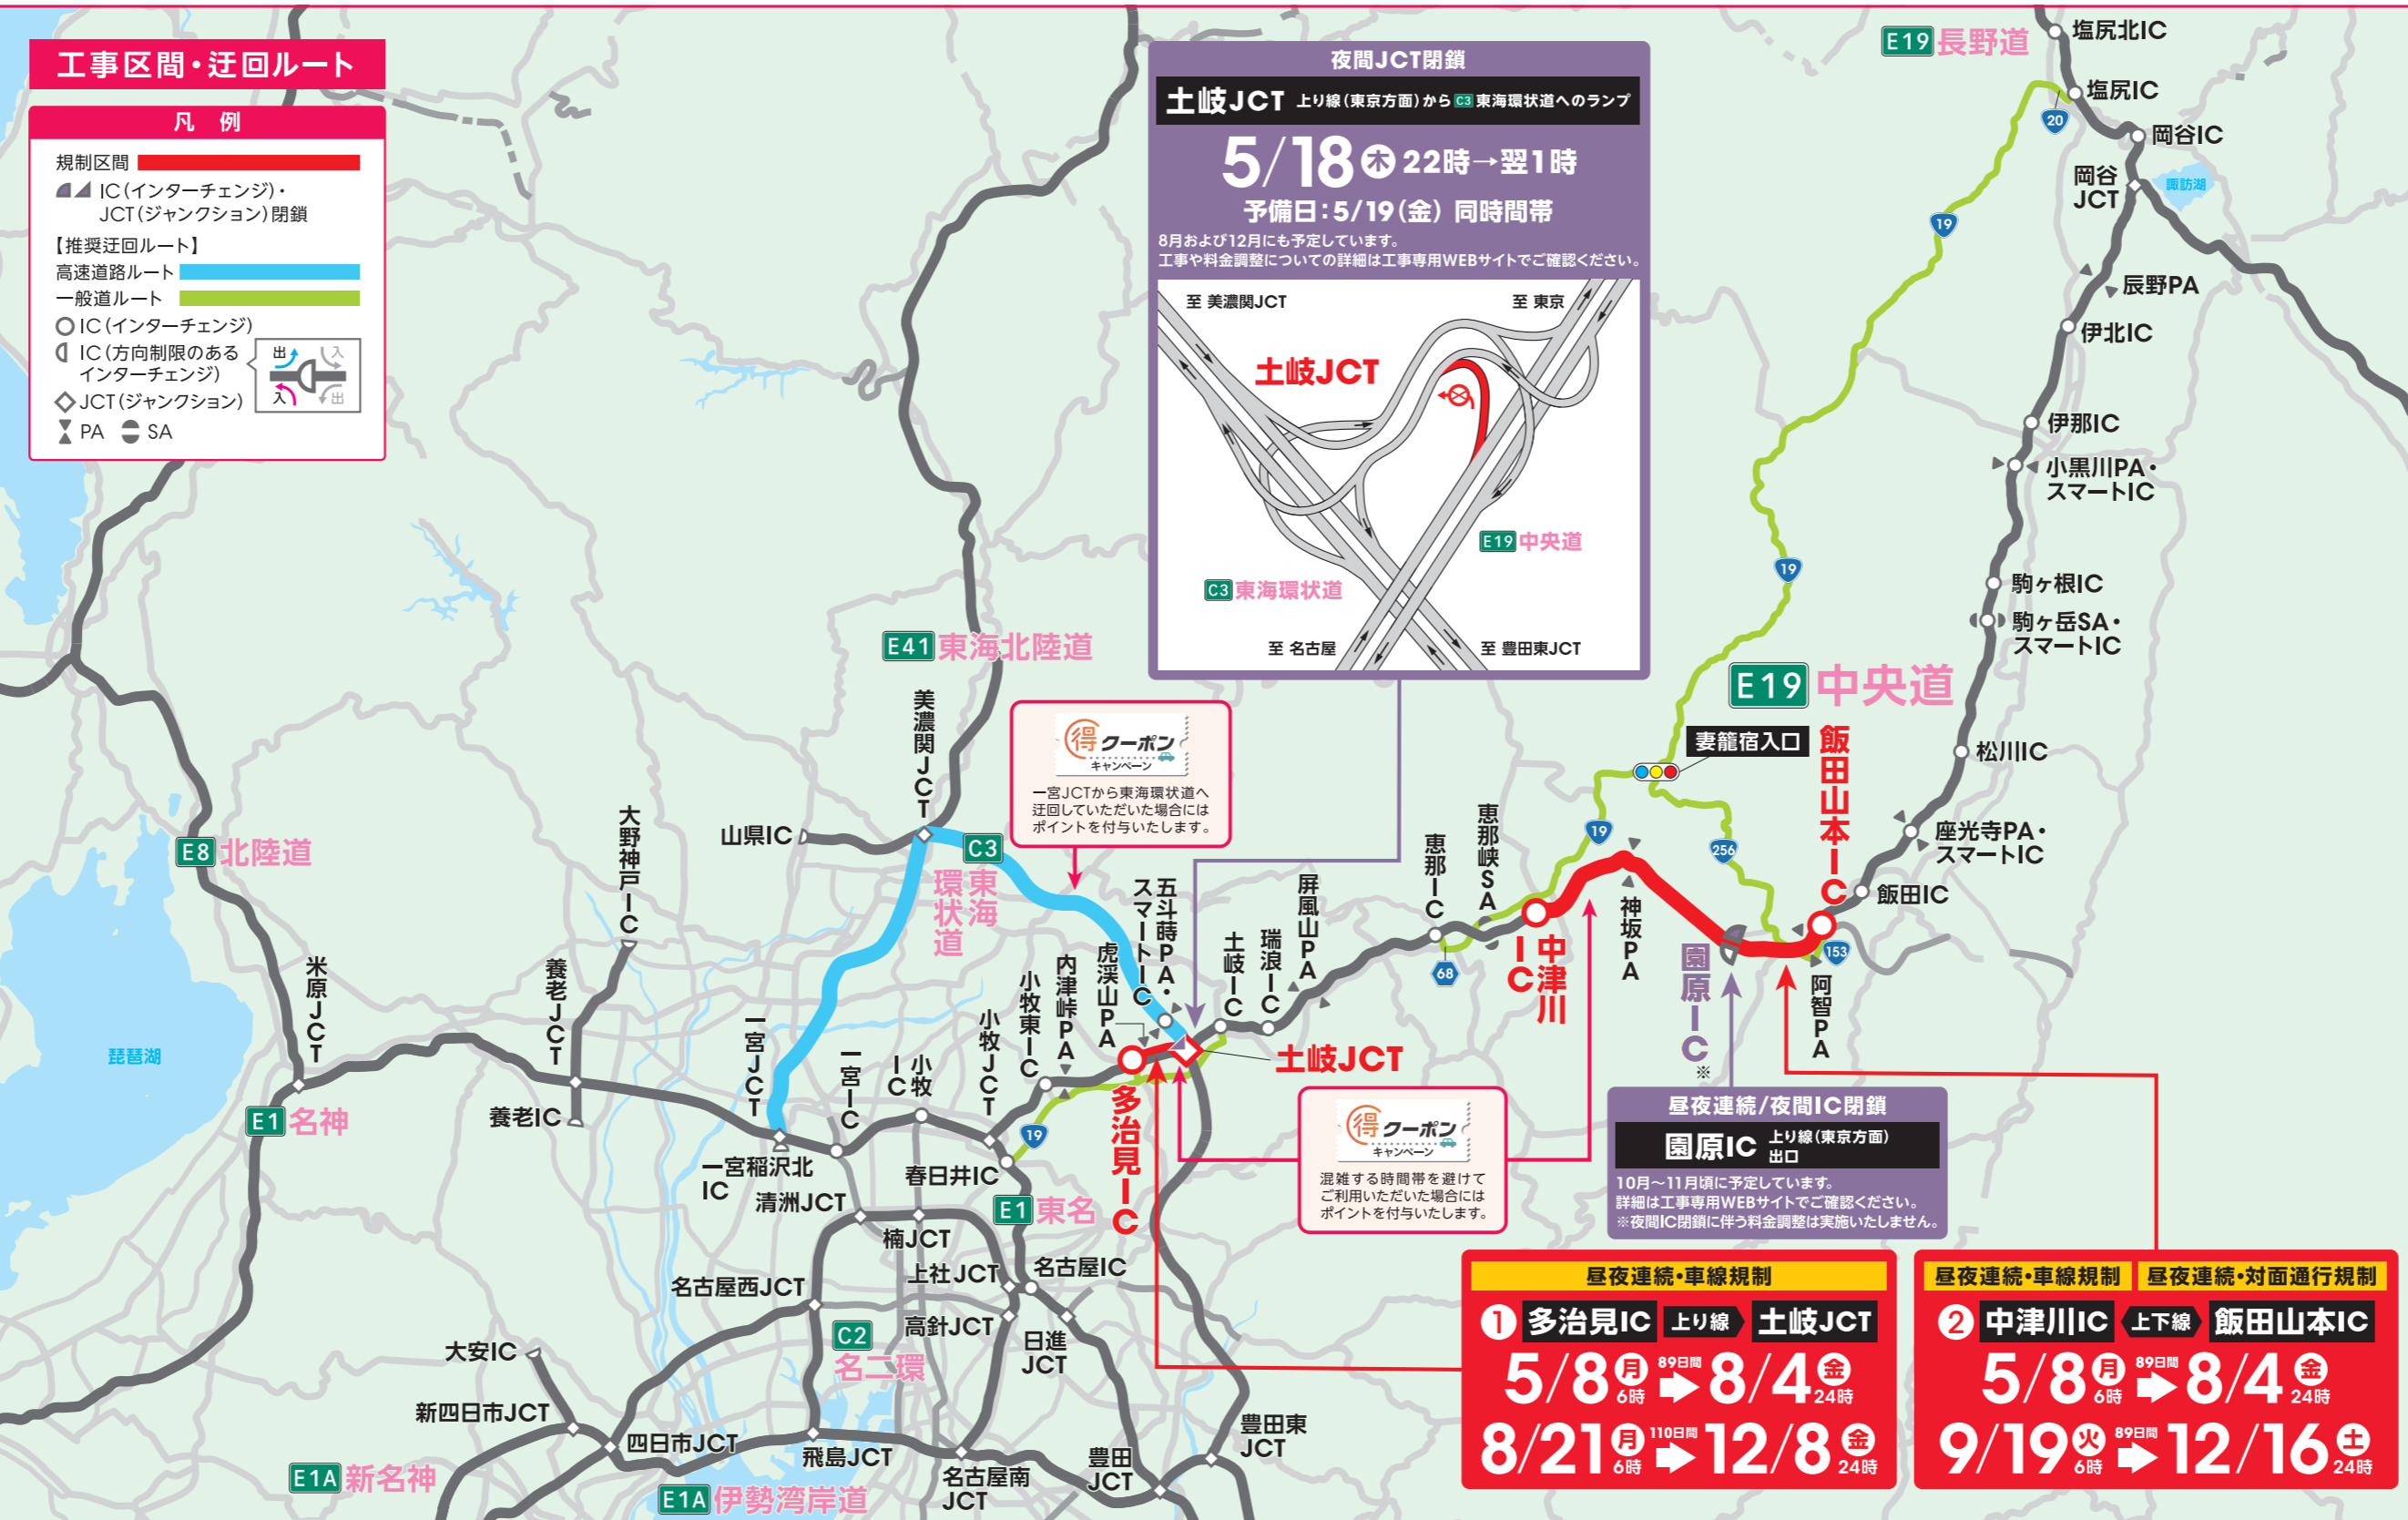 工事区間・迂回ルート
凡 例
規制区間
IC（インターチェンジ）・
JCT（ジャンクション）閉鎖
【推奨迂回ルート】
高速道路ルート
一般道ルート
IC（インターチェンジ）
IC（方向制限のある
インターチェンジ）
出
入
入
出
JCT（ジャンクション）
PA
SA
夜間JCT閉鎖
土岐JCT 上り線（東京方面）から C3 東海環状道へのランプ
5/18 木 22時→翌1時
予備日：5/19（金） 同時間帯
8月および12月にも予定しています。
工事や料金調整についての詳細は工事専用WEBサイトでご確認ください。
至 美濃関JCT
至 東京
土岐JCT
E19 中央道
C3 東海環状道
至 名古屋
至 豊田東JCT
E19 長野道
塩尻北IC
塩尻IC
20
岡谷IC
岡谷
JCT
諏訪湖
19
辰野PA
伊北IC
伊那IC
小黒川PA・
スマートIC
19
駒ヶ根IC
駒ヶ岳SA・
スマートIC
E19 中央道
松川IC
妻籠宿入口
飯田山本IC
座光寺PA・
スマートIC
飯田IC
19
256
153
神坂PA
園原IC
※
阿智PA
中津川
IC
恵那峡SA
恵那IC
68
屏風山PA
瑞浪IC
土岐IC
土岐JCT
五斗蒔PA・
スマートIC
虎渓山PA
内津峠PA
小牧東IC
小牧JCT
多治見IC
19
E41 東海北陸道
美濃関JCT
得 クーポン
キャンペーン
一宮JCTから東海環状道へ
迂回していただいた場合には
ポイントを付与いたします。
山県IC
C3
東海
環状道
大野神戸IC
E8 北陸道
米原JCT
養老JCT
琵琶湖
養老IC
E1 名神
一宮JCT
一宮IC
小牧
IC
一宮稲沢北
IC
清洲JCT
春日井IC
E1 東名
楠JCT
上社JCT
名古屋IC
名古屋西JCT
高針JCT
日進
JCT
C2
名二環
大安IC
新四日市JCT
四日市JCT
飛島JCT
名古屋南
JCT
豊田
JCT
豊田東
JCT
E1A 新名神
E1A 伊勢湾岸道
得 クーポン
キャンペーン
混雑する時間帯を避けて
ご利用いただいた場合には
ポイントを付与いたします。
昼夜連続/夜間IC閉鎖
園原IC 上り線（東京方面）
出口
10月～11月頃に予定しています。
詳細は工事専用WEBサイトでご確認ください。
※夜間IC閉鎖に伴う料金調整は実施いたしません。
昼夜連続・車線規制
1 多治見IC 上り線 土岐JCT
5/8 月 6時 89日間 8/4 金 24時
8/21 月 6時 110日間 12/8 金 24時
昼夜連続・車線規制 昼夜連続・対面通行規制
2 中津川IC 上下線 飯田山本IC
5/8 月 6時 89日間 8/4 金 24時
9/19 火 6時 89日間 12/16 土 24時